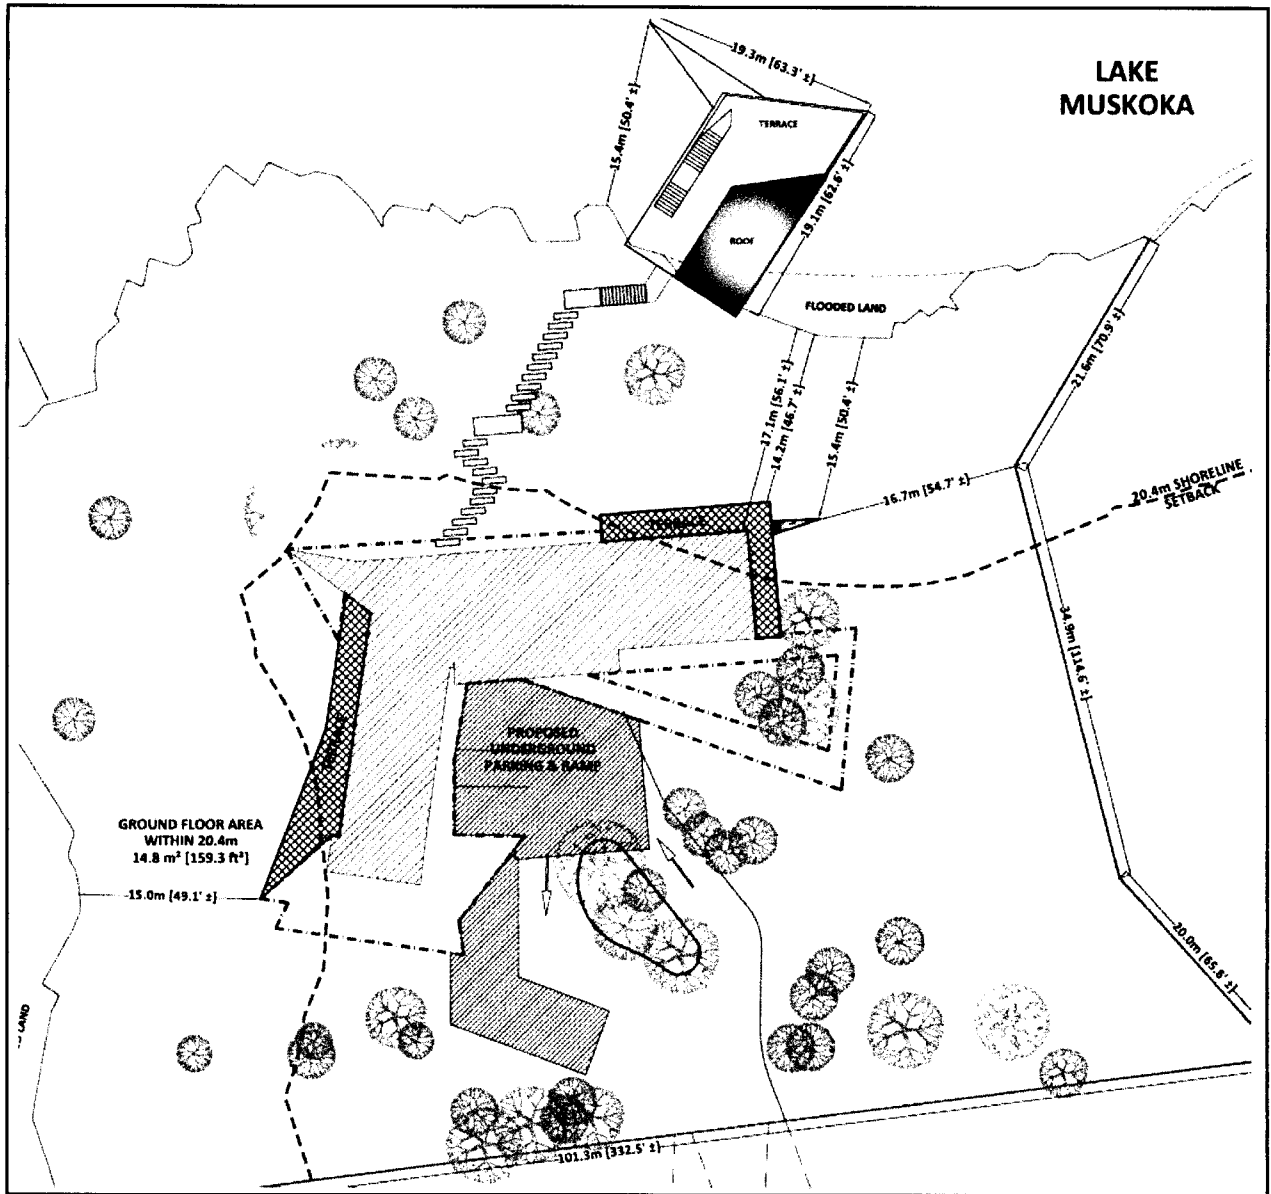 19.3m [63.3' ±]
LAKE
MUSKOKA
15.4m [50.4' ±]
TERRACE
19.1m [62.6' ±]
ROOF
FLOODED LAND
21.6m [70.9' ±]
17.1m [56.1' ±]
14.2m [46.7' ±]
15.4m [50.4' ±]
16.7m [54.7' ±]
20.4m SHORELINE
SETBACK
TERRACE
34.9m [114.6' ±]
PROPOSED
UNDERGROUND
PARKING & RAMP
GROUND FLOOR AREA
WITHIN 20.4m
14.8 m² [159.3 ft²]
15.0m [49.1' ±]
20.0m [65.6' ±]
LAND
101.3m [332.5' ±]